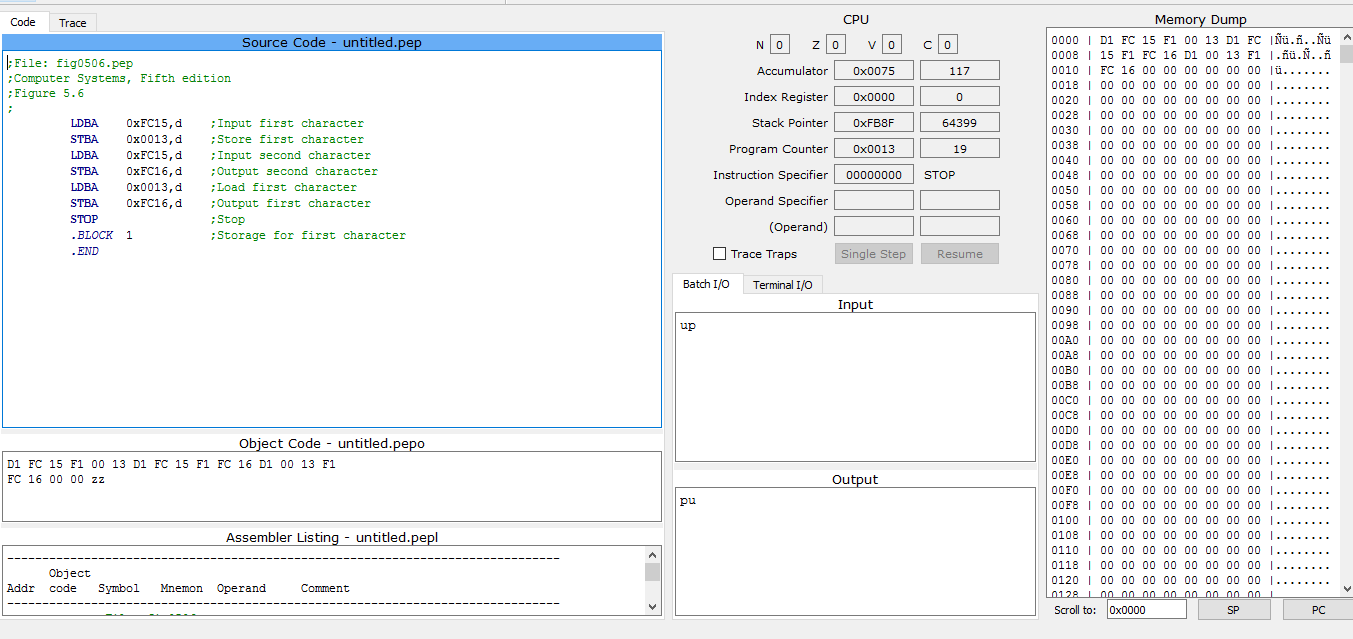 Code Trace
Source Code - untitled.pep
;File: fig0506.pep
;Computer Systems, Fifth edition
;Figure 5.6
;
LDBA 0xFC15,d ;Input first character
STBA 0x0013,d ;Store first character
LDBA 0xFC15,d ;Input second character
STBA 0xFC16,d ;Output second character
LDBA 0x0013,d ;Load first character
STBA 0xFC16,d ;Output first character
STOP ;Stop
.BLOCK 1 ;Storage for first character
.END
Object Code - untitled.pepo
D1 FC 15 F1 00 13 D1 FC 15 F1 FC 16 D1 00 13 F1
FC 16 00 00 zz
Assembler Listing - untitled.pepl
-------------------------------------------------------------------------------
Object
Addr code Symbol Mnemon Operand Comment
-------------------------------------------------------------------------------
CPU
N 0 Z 0 V 0 C 0
Accumulator 0x0075 117
Index Register 0x0000 0
Stack Pointer 0xFB8F 64399
Program Counter 0x0013 19
Instruction Specifier 00000000 STOP
Operand Specifier
(Operand)
Trace Traps Single Step Resume
Batch I/O Terminal I/O
Input
up
Output
pu
Memory Dump
0000 | D1 FC 15 F1 00 13 D1 FC |Ñü.ñ..Ñü
0008 | 15 F1 FC 16 D1 00 13 F1 |.ñü.Ñ..ñ
0010 | FC 16 00 00 00 00 00 00 |ü.......
0018 | 00 00 00 00 00 00 00 00 |........
0020 | 00 00 00 00 00 00 00 00 |........
0028 | 00 00 00 00 00 00 00 00 |........
0030 | 00 00 00 00 00 00 00 00 |........
0038 | 00 00 00 00 00 00 00 00 |........
0040 | 00 00 00 00 00 00 00 00 |........
0048 | 00 00 00 00 00 00 00 00 |........
0050 | 00 00 00 00 00 00 00 00 |........
0058 | 00 00 00 00 00 00 00 00 |........
0060 | 00 00 00 00 00 00 00 00 |........
0068 | 00 00 00 00 00 00 00 00 |........
0070 | 00 00 00 00 00 00 00 00 |........
0078 | 00 00 00 00 00 00 00 00 |........
0080 | 00 00 00 00 00 00 00 00 |........
0088 | 00 00 00 00 00 00 00 00 |........
0090 | 00 00 00 00 00 00 00 00 |........
0098 | 00 00 00 00 00 00 00 00 |........
00A0 | 00 00 00 00 00 00 00 00 |........
00A8 | 00 00 00 00 00 00 00 00 |........
00B0 | 00 00 00 00 00 00 00 00 |........
00B8 | 00 00 00 00 00 00 00 00 |........
00C0 | 00 00 00 00 00 00 00 00 |........
00C8 | 00 00 00 00 00 00 00 00 |........
00D0 | 00 00 00 00 00 00 00 00 |........
00D8 | 00 00 00 00 00 00 00 00 |........
00E0 | 00 00 00 00 00 00 00 00 |........
00E8 | 00 00 00 00 00 00 00 00 |........
00F0 | 00 00 00 00 00 00 00 00 |........
00F8 | 00 00 00 00 00 00 00 00 |........
0100 | 00 00 00 00 00 00 00 00 |........
0108 | 00 00 00 00 00 00 00 00 |........
0110 | 00 00 00 00 00 00 00 00 |........
0118 | 00 00 00 00 00 00 00 00 |........
0120 | 00 00 00 00 00 00 00 00 |........
0128 | 00 00 00 00 00 00 00 00 |........
Scroll to: 0x0000 SP PC